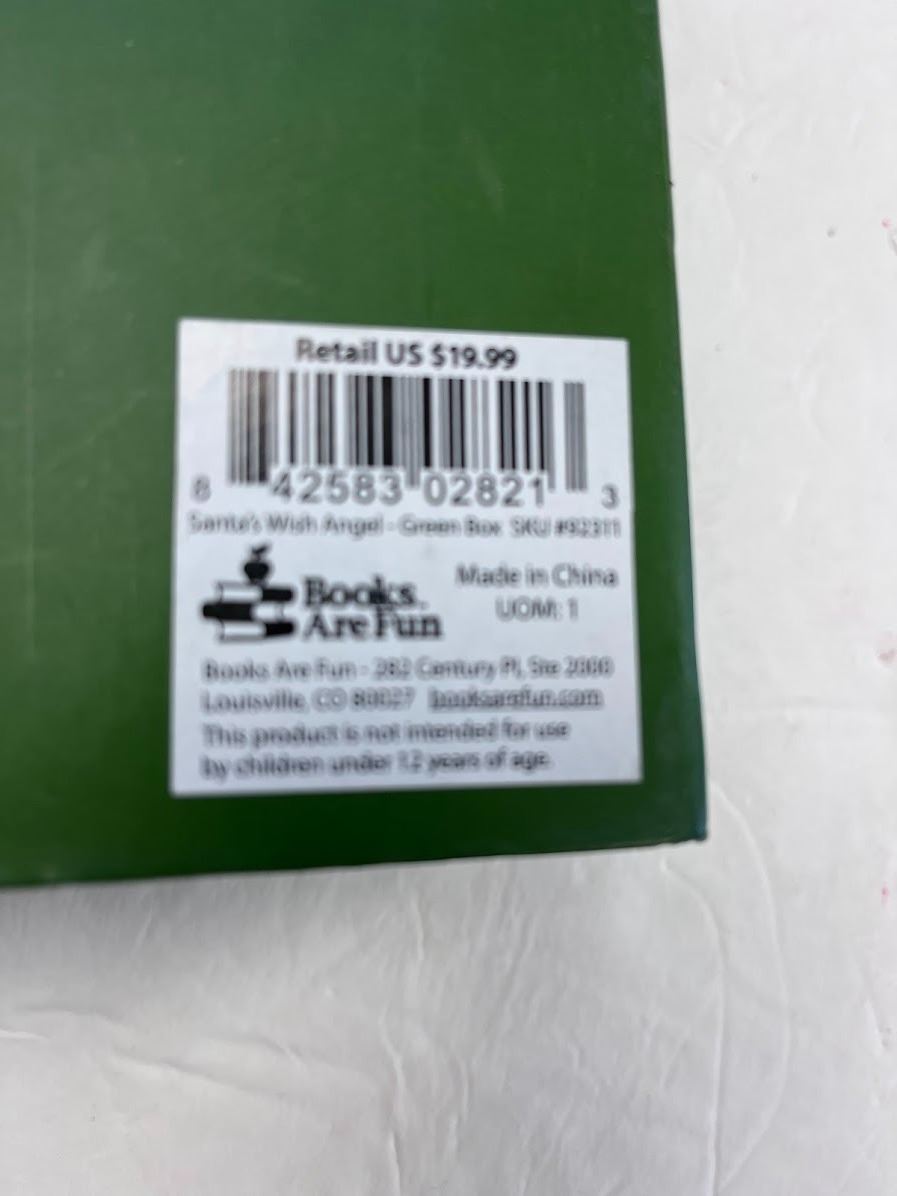 Retail US $19.99
8 42583 02821 3
Santa's Wish Angel - Green Box SKU #92311
Books
Are Fun
Made in China
UOM: 1
Books Are Fun - 282 Century Pl, Ste 2000
Louisville, CO 80027 booksarefun.com
This product is not intended for use
by children under 12 years of age.